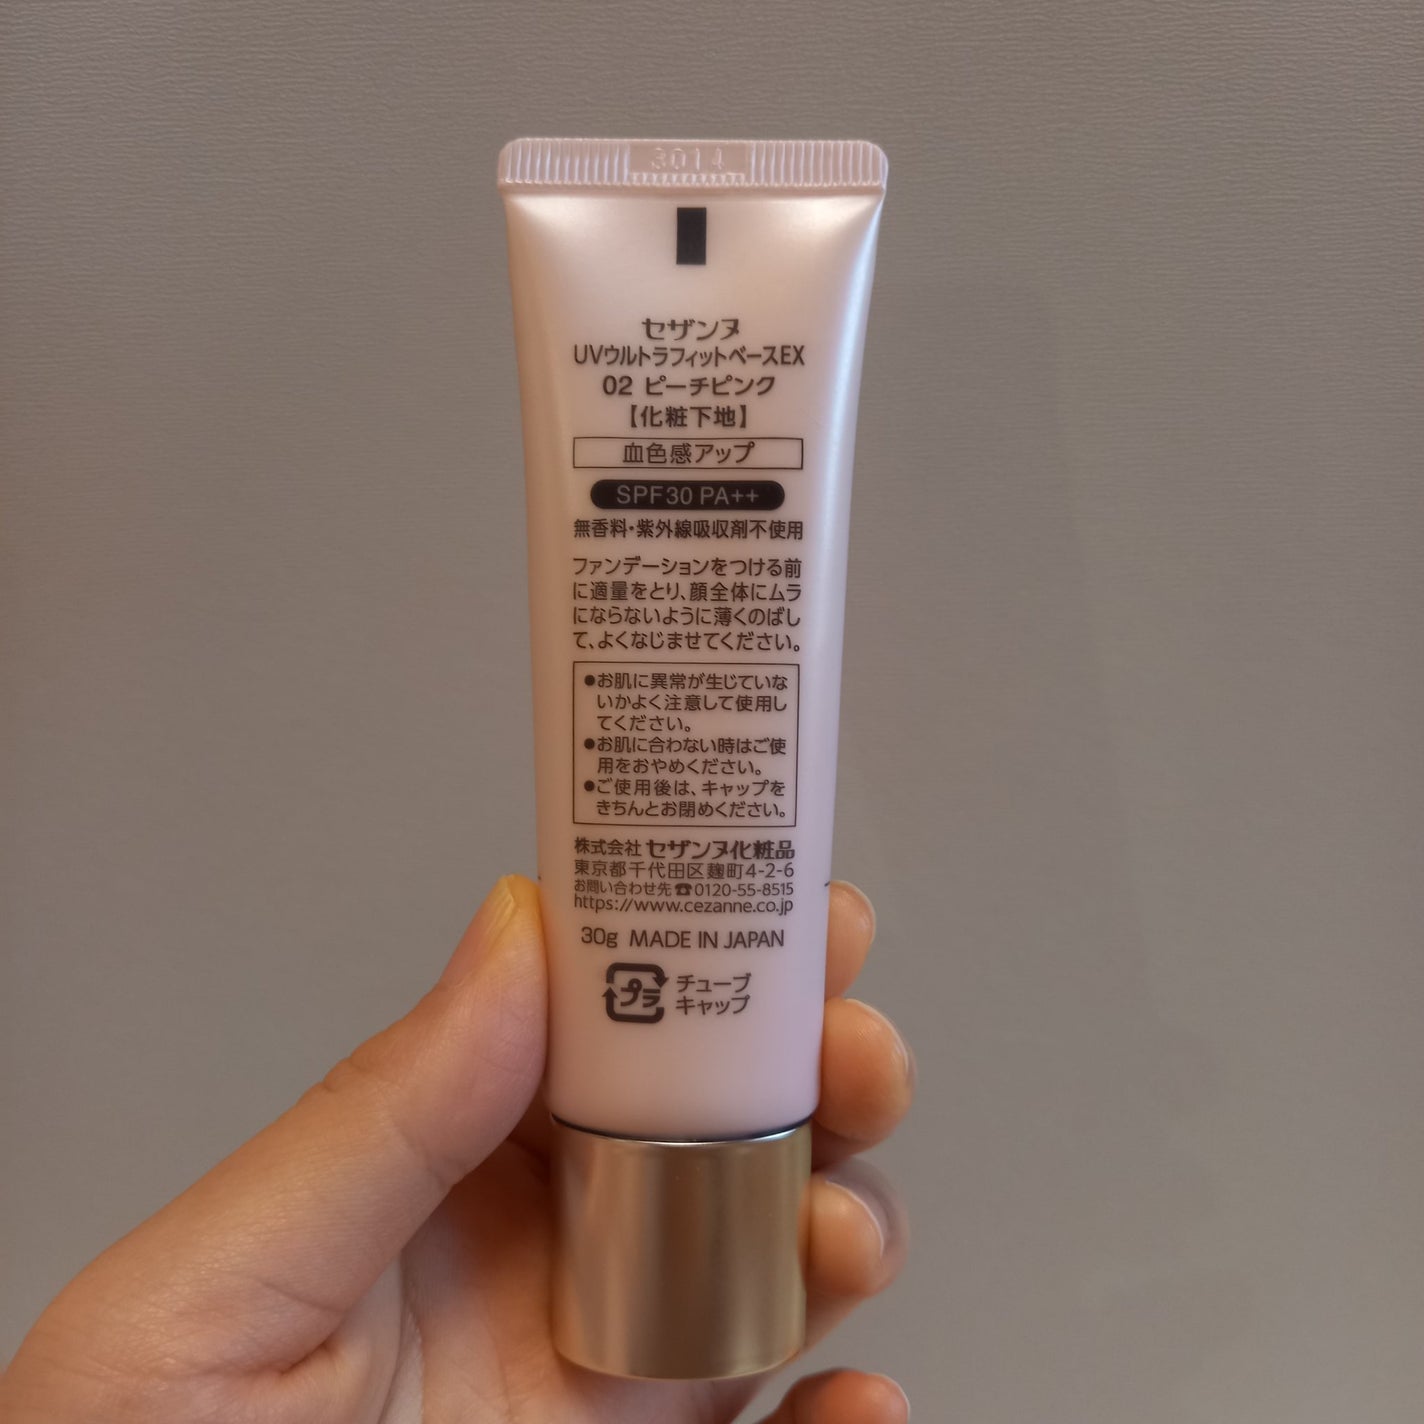 3014
セザンヌ
UVウルトラフィットベースEX
02 ピーチピンク
【化粧下地】
血色感アップ
SPF30 PA++
無香料・紫外線吸収剤不使用
ファンデーションをつける前
に適量をとり、顔全体にムラ
にならないように薄くのばし
て、よくなじませてください。
●お肌に異常が生じていな
いかよく注意して使用し
てください。
●お肌に合わない時はご使
用をおやめください。
●ご使用後は、キャップを
きちんとお閉めください。
株式会社 セザンヌ化粧品
東京都千代田区麹町4-2-6
お問い合わせ先☎0120-55-8515
https://www.cezanne.co.jp
30g MADE IN JAPAN
プラ チューブ
キャップ